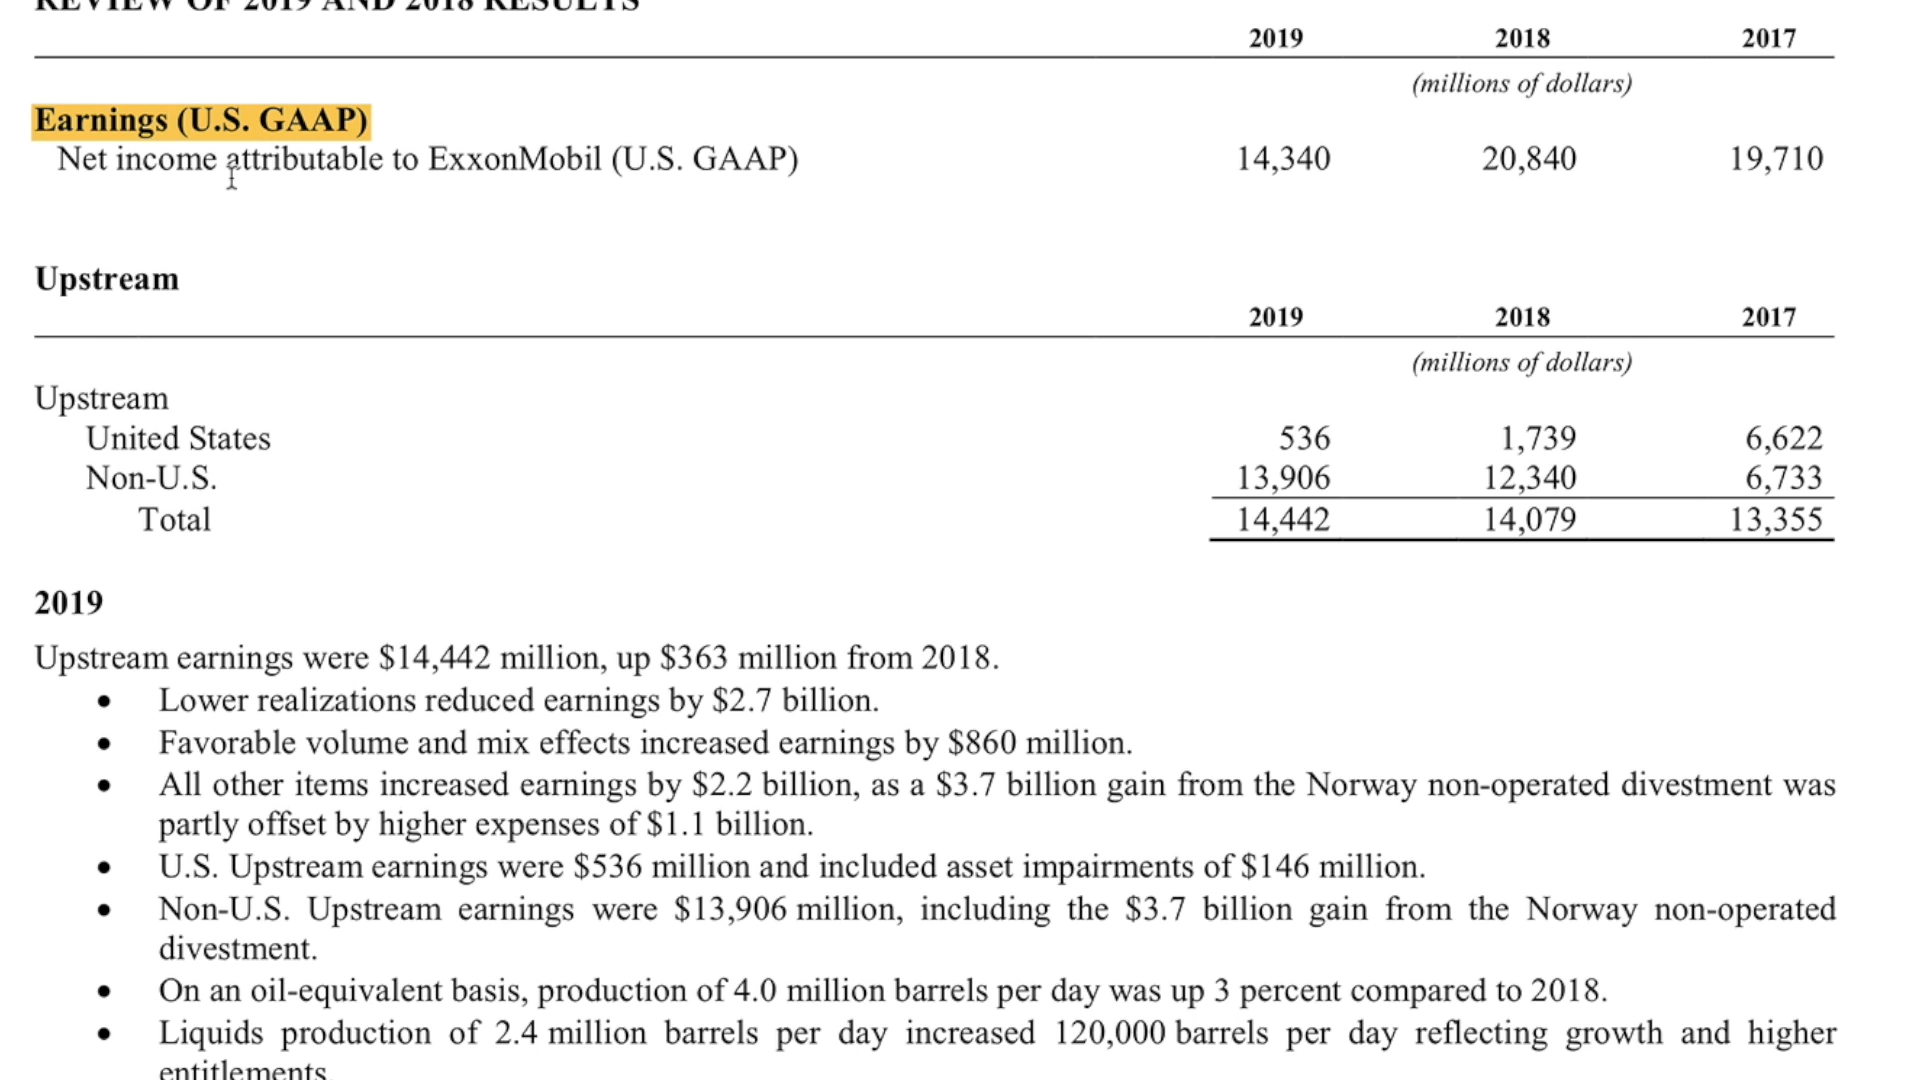 REVIEW OF 2019 AND 2018 RESULTS
2019 2018 2017
(millions of dollars)
Earnings (U.S. GAAP)
Net income attributable to ExxonMobil (U.S. GAAP) 14,340 20,840 19,710
Upstream
2019 2018 2017
(millions of dollars)
Upstream
United States 536 1,739 6,622
Non-U.S. 13,906 12,340 6,733
Total 14,442 14,079 13,355
2019
Upstream earnings were $14,442 million, up $363 million from 2018.
• Lower realizations reduced earnings by $2.7 billion.
• Favorable volume and mix effects increased earnings by $860 million.
• All other items increased earnings by $2.2 billion, as a $3.7 billion gain from the Norway non-operated divestment was
partly offset by higher expenses of $1.1 billion.
• U.S. Upstream earnings were $536 million and included asset impairments of $146 million.
• Non-U.S. Upstream earnings were $13,906 million, including the $3.7 billion gain from the Norway non-operated
divestment.
• On an oil-equivalent basis, production of 4.0 million barrels per day was up 3 percent compared to 2018.
• Liquids production of 2.4 million barrels per day increased 120,000 barrels per day reflecting growth and higher
entitlements.